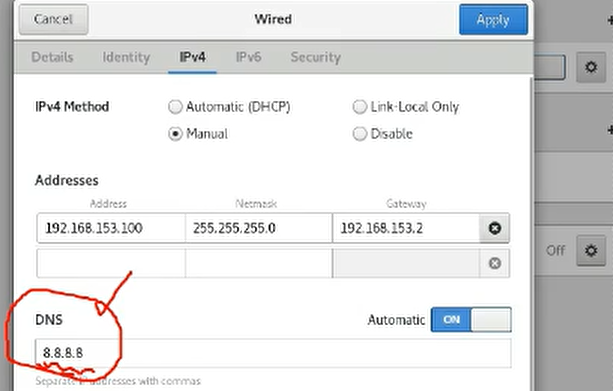 Cancel Wired Apply
Details Identity IPv4 IPv6 Security
IPv4 Method Automatic (DHCP) Link-Local Only
Manual Disable
Addresses
Address Netmask Gateway
192.168.153.100 255.255.255.0 192.168.153.2
DNS Automatic ON
8.8.8.8
Separate IP addresses with commas
Off